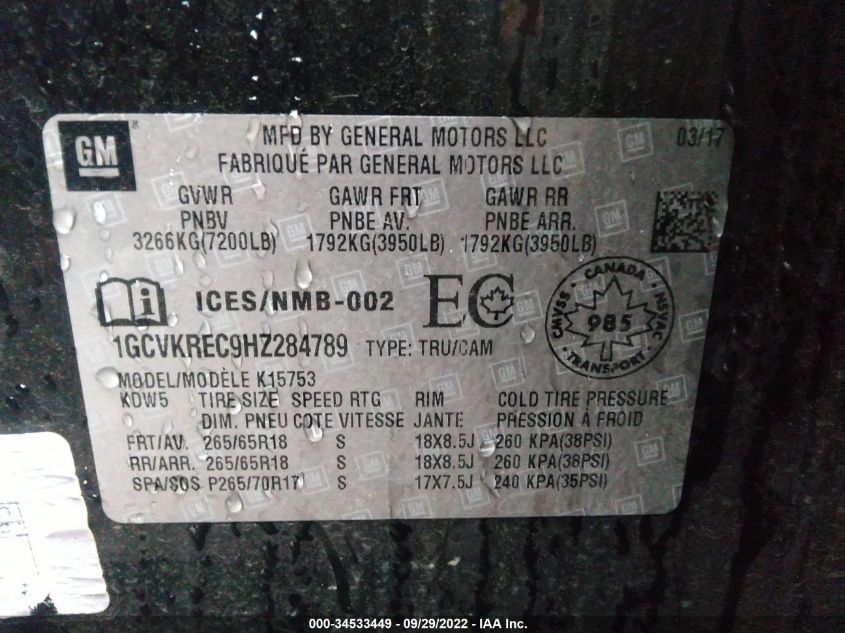 GM
MFD BY GENERAL MOTORS LLC 03/17
FABRIQUÉ PAR GENERAL MOTORS LLC
GVWR GAWR FRT GAWR RR
PNBV PNBE AV. PNBE ARR.
3266KG(7200LB) 1792KG(3950LB) 1792KG(3950LB)
ICES/NMB-002 EC
CANADA
CMVSS 985 NSVAC
TRANSPORT
1GCVKREC9HZ284789 TYPE: TRU/CAM
MODEL/MODÈLE K15753
KDW5 TIRE SIZE SPEED RTG RIM COLD TIRE PRESSURE
DIM. PNEU COTE VITESSE JANTE PRESSION À FROID
FRT/AV. 265/65R18 S 18X8.5J 260 KPA(38PSI)
RR/ARR. 265/65R18 S 18X8.5J 260 KPA(38PSI)
SPA/SOS P265/70R17 S 17X7.5J 240 KPA(35PSI)
000-34533449 - 09/29/2022 - IAA Inc.